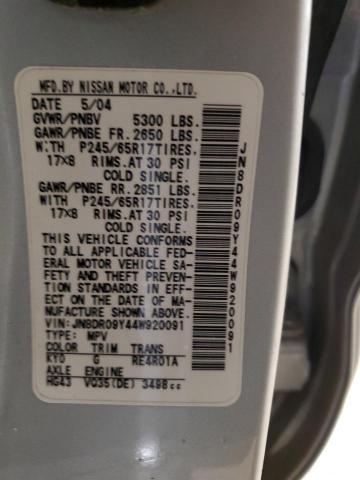 MFD.BY NISSAN MOTOR CO.,LTD.
DATE 5/04
GVWR/PNBV 5300 LBS.
GAWR/PNBE FR. 2650 LBS.
WITH P245/65R17TIRES.
17X8 RIMS.AT 30 PSI
COLD SINGLE.
GAWR/PNBE RR. 2851 LBS.
WITH P245/65R17TIRES.
17X8 RIMS.AT 30 PSI
COLD SINGLE.
THIS VEHICLE CONFORMS
TO ALL APPLICABLE FED-
ERAL MOTOR VEHICLE SA-
FETY AND THEFT PREVEN-
TION STANDARDS IN EFF-
ECT ON THE DATE OF MA-
NUFACTURE SHOWN ABOVE
VIN: JN8DR09Y44W920091
TYPE: MPV
COLOR TRIM TRANS
KY0 G RE4R01A
AXLE ENGINE
HG43 VQ35(DE) 3498cc
JN8DR09Y44W920091